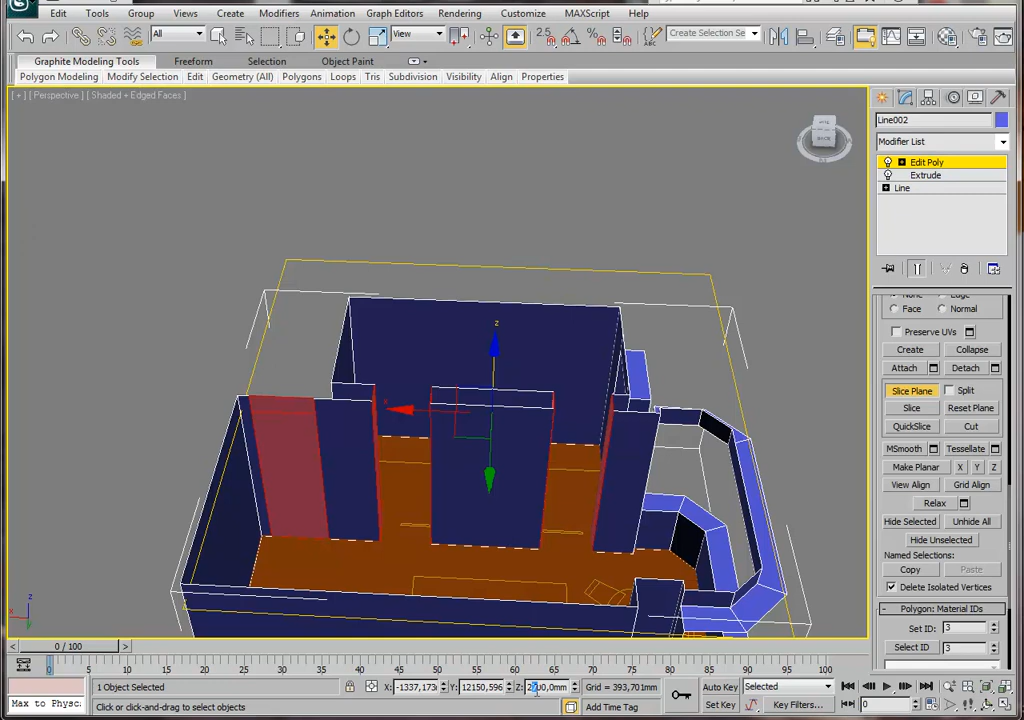 Edit Tools Group Views Create Modifiers Animation Graph Editors Rendering Customize MAXScript Help
All View 2.5 Create Selection Se
Graphite Modeling Tools Freeform Selection Object Paint
Polygon Modeling Modify Selection Edit Geometry (All) Polygons Loops Tris Subdivision Visibility Align Properties
[ + ] [ Perspective ] [ Shaded + Edged Faces ]
Line002
Modifier List
Edit Poly
Extrude
Line
None Edge
Face Normal
Preserve UVs
Create Collapse
Attach Detach
Slice Plane Split
Slice Reset Plane
QuickSlice Cut
MSmooth Tessellate
Make Planar X Y Z
View Align Grid Align
Relax
Hide Selected Unhide All
Hide Unselected
Named Selections:
Copy Paste
Delete Isolated Vertices
- Polygon: Material IDs
Set ID: 3
Select ID 3
z
x
z
x
0 / 100
0 5 10 15 20 25 30 35 40 45 50 55 60 65 70 75 80 85 90 95 100
1 Object Selected X: -1337,173 Y: 12150,596 Z: 2700,0mm Grid = 393,701mm Auto Key Selected
Max to Physc Click or click-and-drag to select objects Add Time Tag Set Key Key Filters... 0